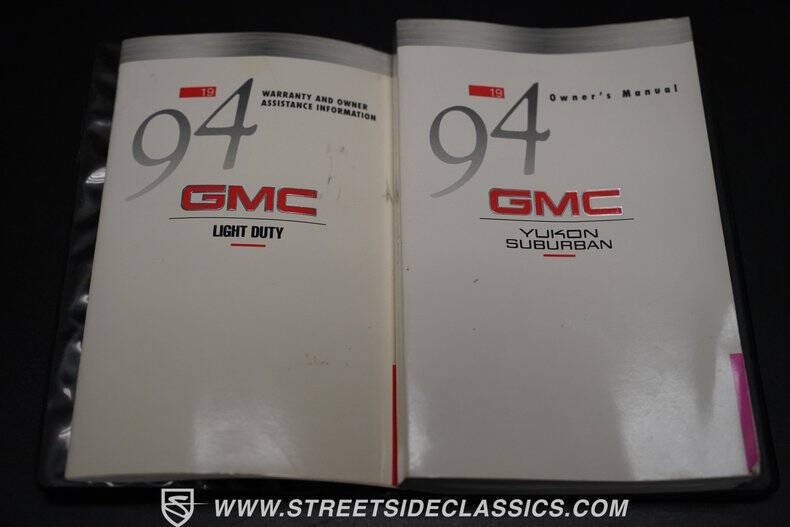 19
94
WARRANTY AND OWNER
ASSISTANCE INFORMATION
GMC
LIGHT DUTY
19
94
Owner's Manual
GMC
YUKON
SUBURBAN
WWW.STREETSIDECLASSICS.COM